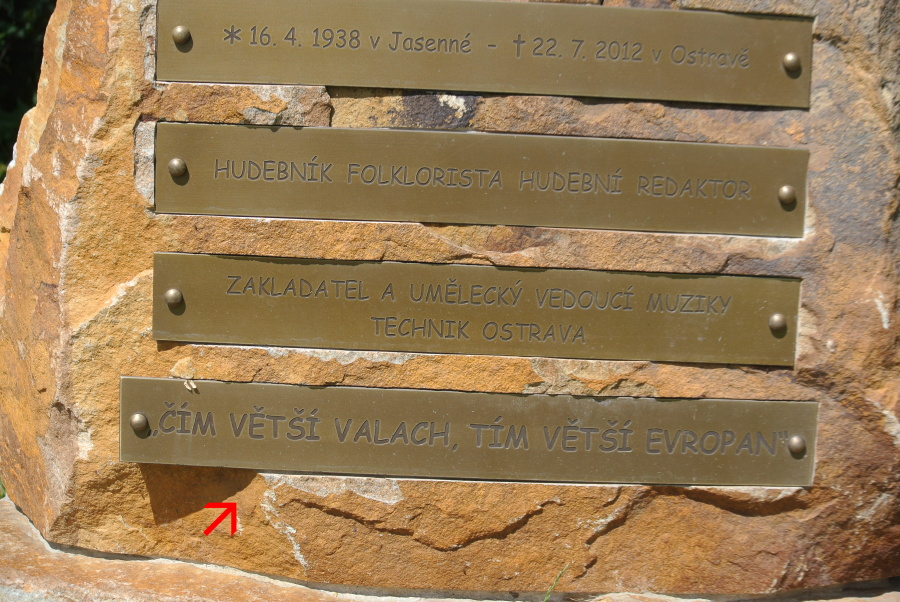 *16. 4. 1938 v Jasenné - †22. 7. 2012 v Ostravě
HUDEBNÍK FOLKLORISTA HUDEBNÍ REDAKTOR
ZAKLADATEL A UMĚLECKÝ VEDOUCÍ MUZIKY
TECHNIK OSTRAVA
„ČÍM VĚTŠÍ VALACH, TÍM VĚTŠÍ EVROPAN“